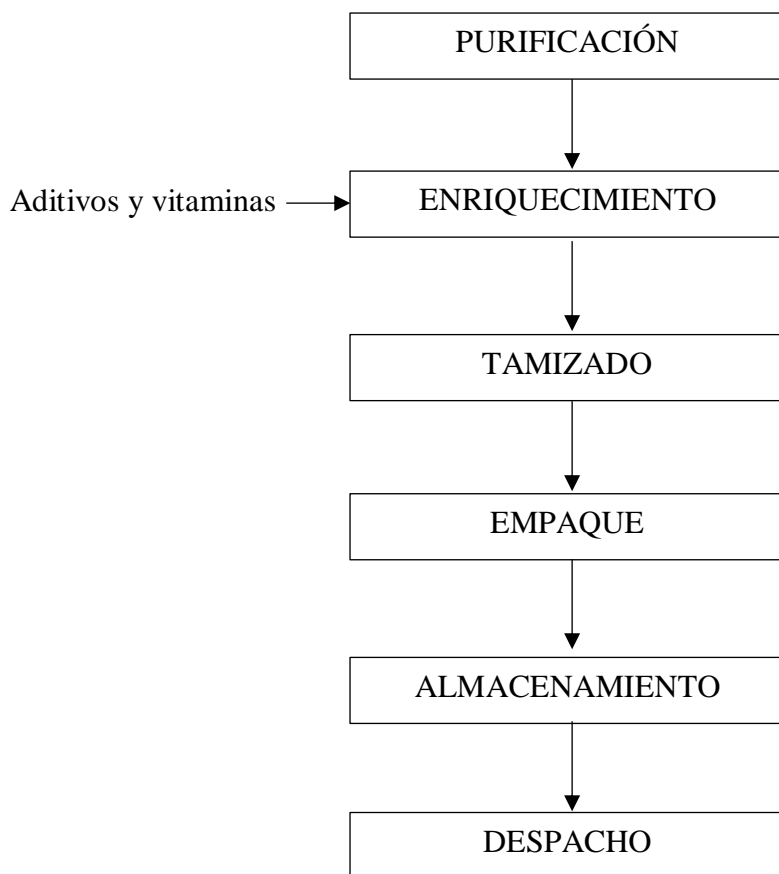 PURIFICACIÓN
Aditivos y vitaminas
ENRIQUECIMIENTO
TAMIZADO
EMPAQUE
ALMACENAMIENTO
DESPACHO